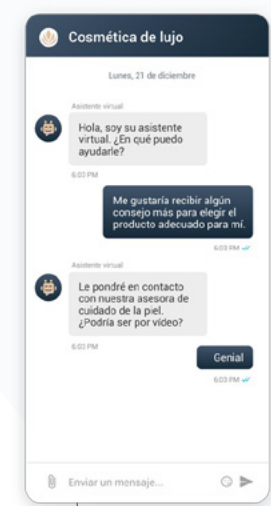 Cosmética de lujo
Lunes, 21 de diciembre
Asistente virtual
Hola, soy su asistente
virtual. ¿En qué puedo
ayudarle?
6:03 PM
Me gustaría recibir algún
consejo más para elegir el
producto adecuado para mí.
6:03 PM
Asistente virtual
Le pondré en contacto
con nuestra asesora de
cuidado de la piel.
¿Podría ser por vídeo?
6:03 PM
Genial
6:03 PM
Enviar un mensaje...